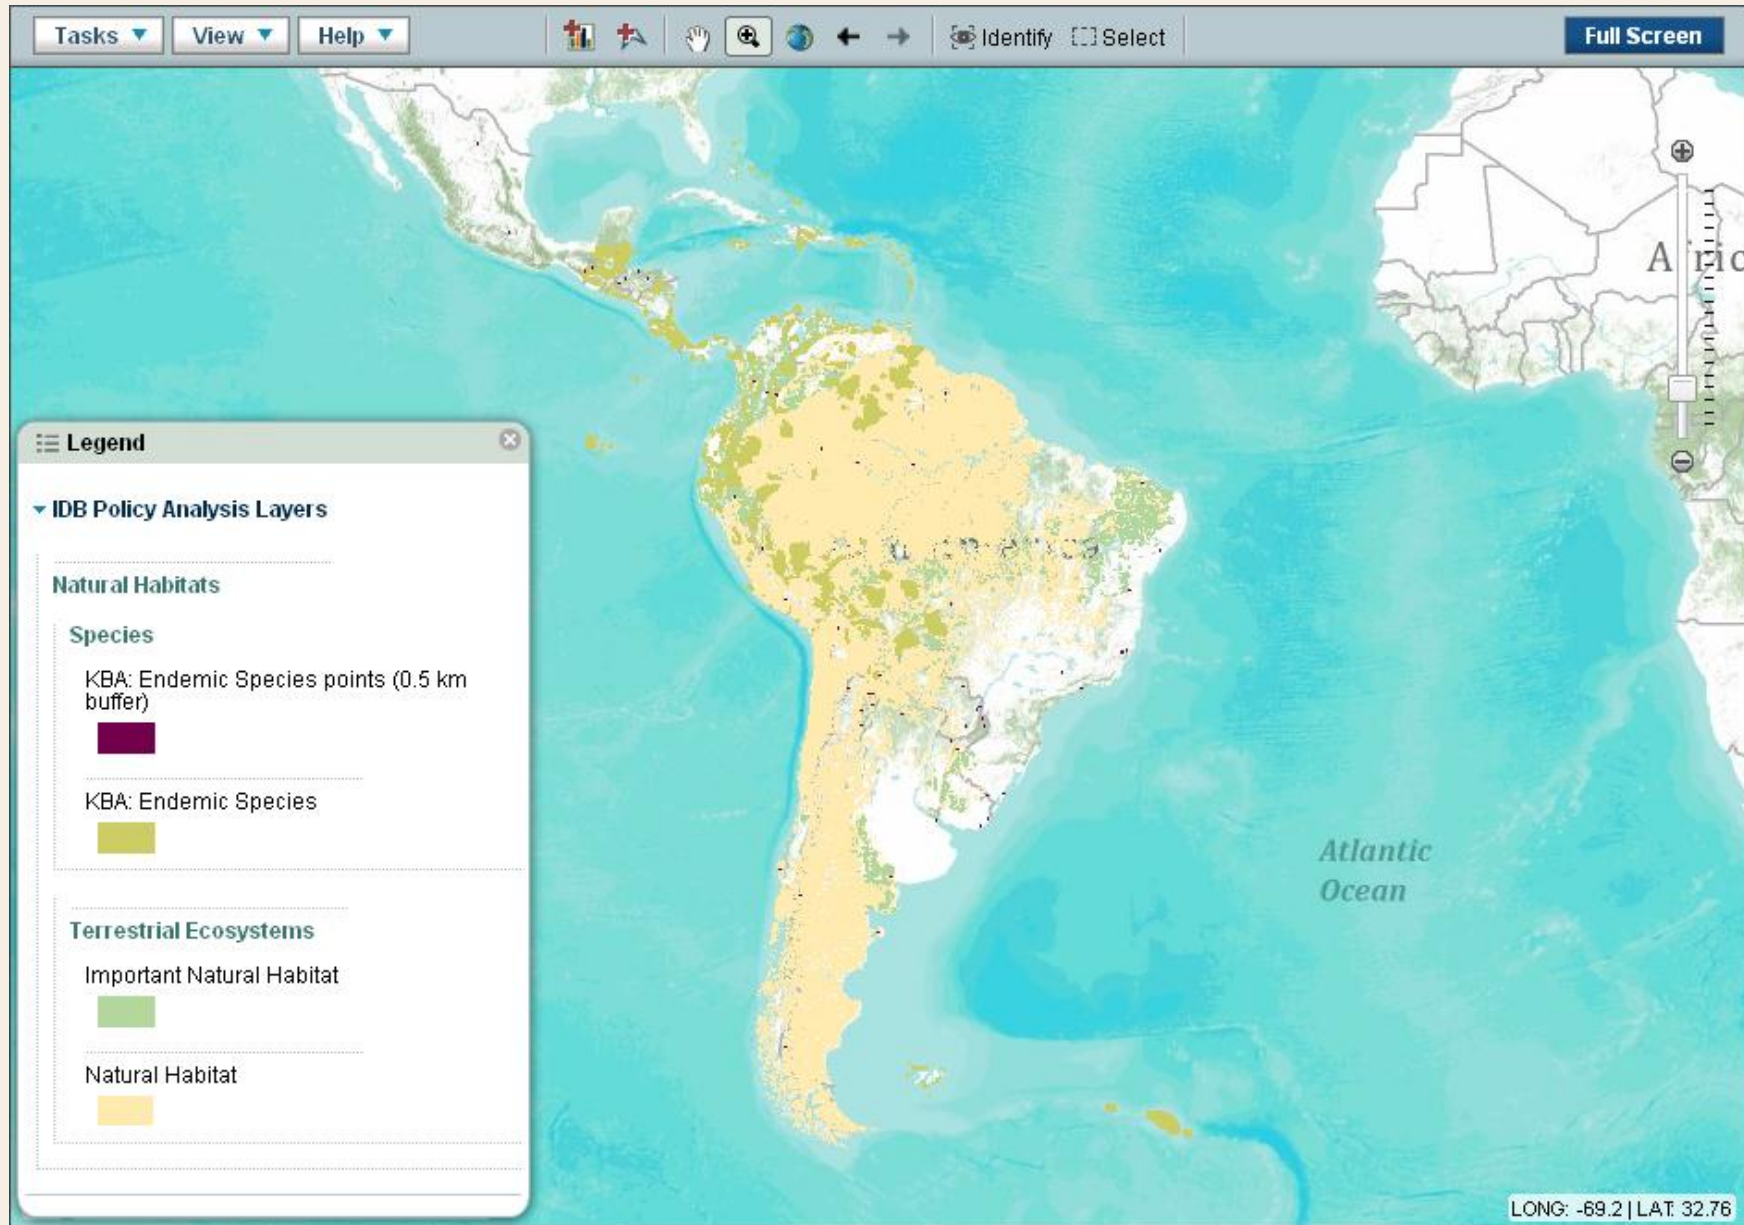 Tasks
View
Help
Identify
Select
Full Screen
Legend
IDB Policy Analysis Layers
Natural Habitats
Species
KBA: Endemic Species points (0.5 km
buffer)
KBA: Endemic Species
Terrestrial Ecosystems
Important Natural Habitat
Natural Habitat
Atlantic
Ocean
LONG: -69.2 | LAT: 32.76